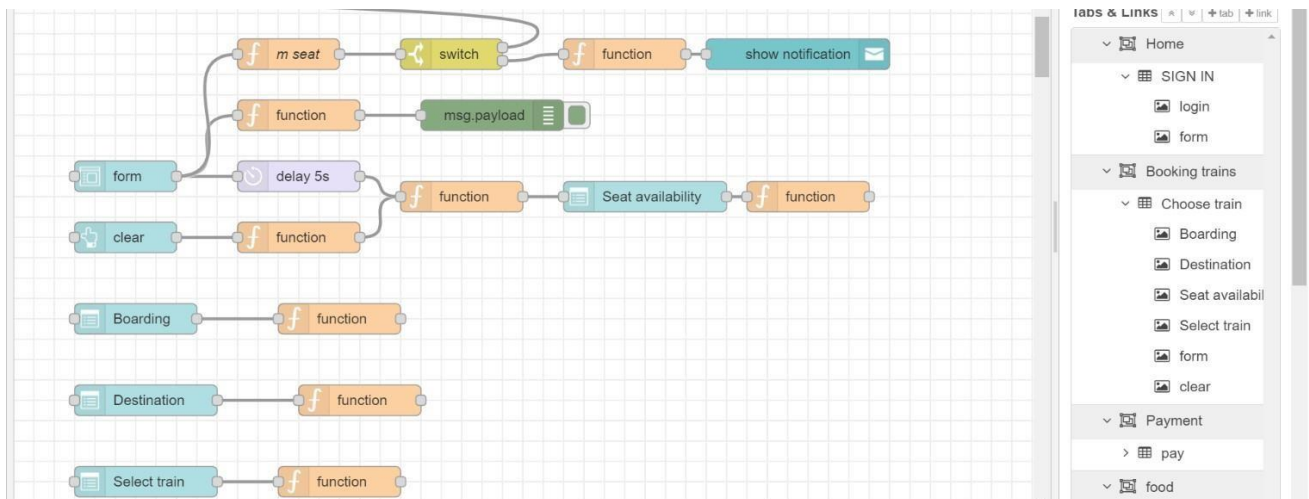 m seat
switch
function
show notification
function
msg.payload
form
delay 5s
function
Seat availability
function
clear
function
Boarding
function
Destination
function
Select train
function
Tabs & Links
+ tab
+ link
Home
SIGN IN
login
form
Booking trains
Choose train
Boarding
Destination
Seat availabil
Select train
form
clear
Payment
pay
food